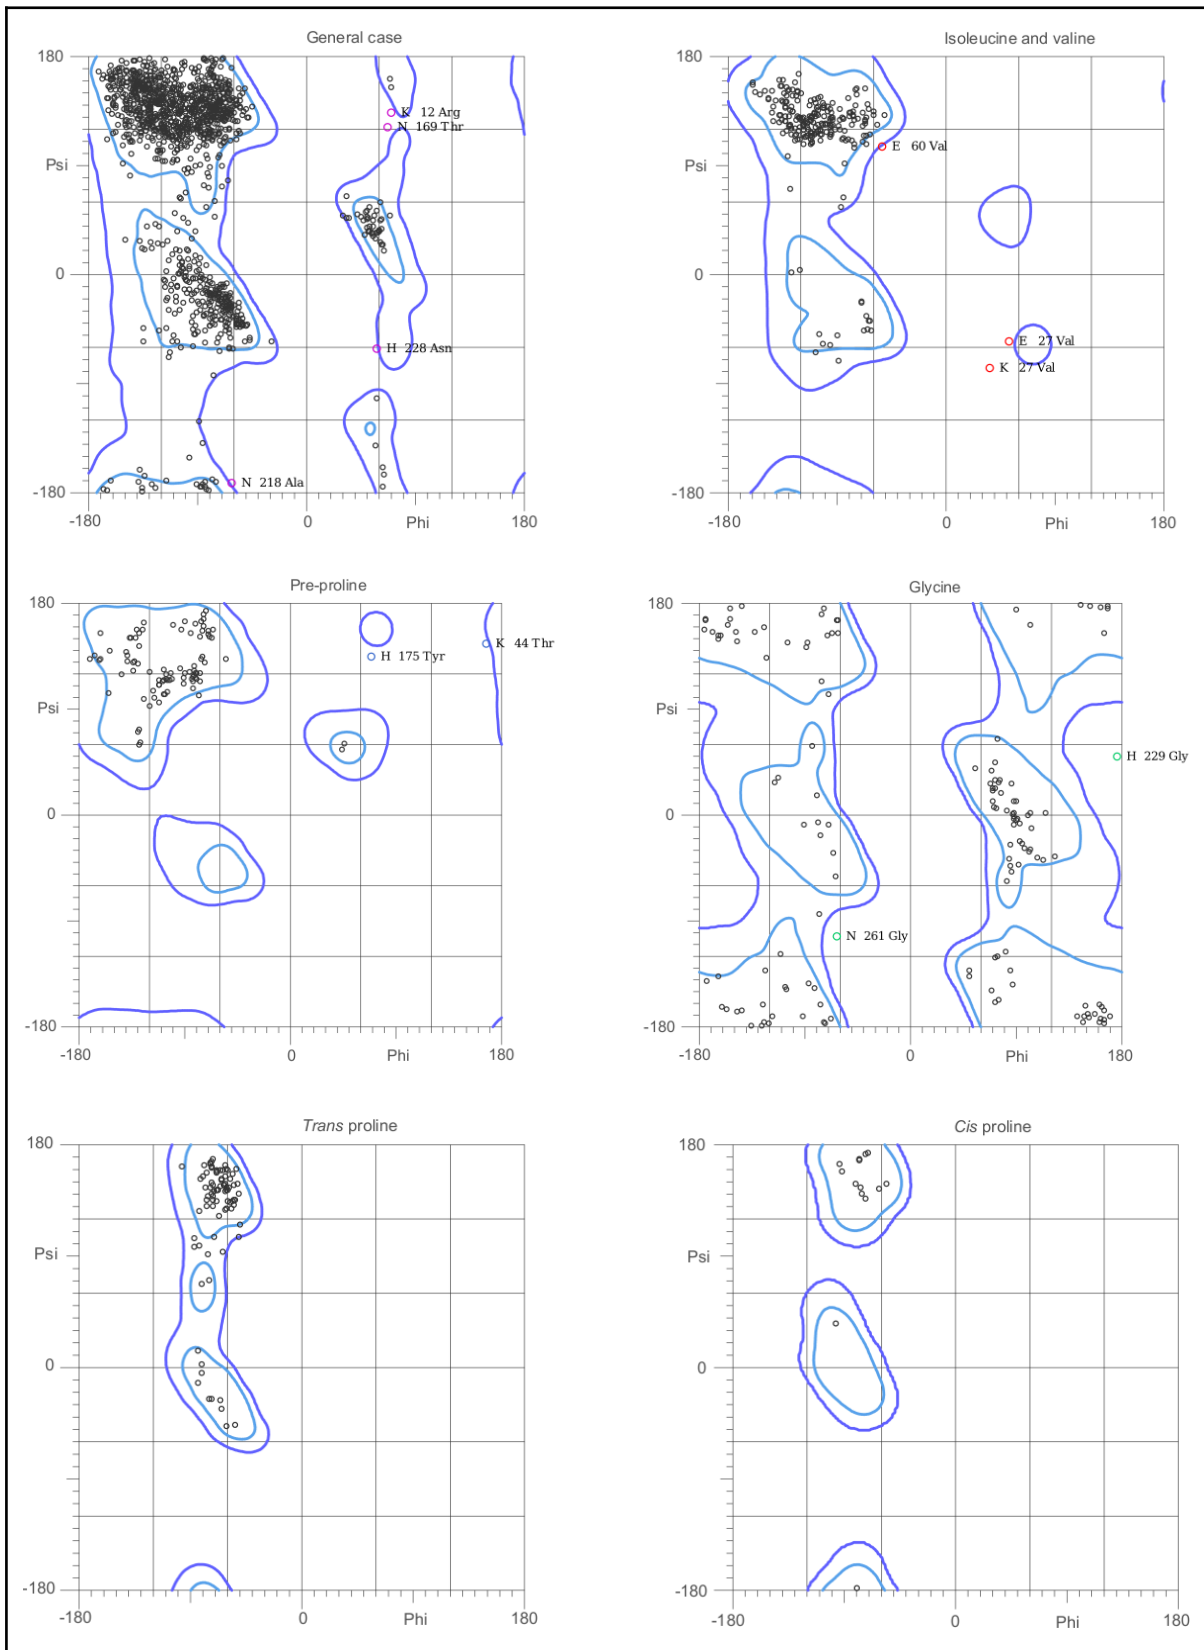 General case
180
Psi
0
-180
-180
0
Phi
180
K 12 Arg
N 169 Thr
H 228 Asn
N 218 Ala
Isoleucine and valine
180
Psi
0
-180
-180
0
Phi
180
E 60 Val
E 27 Val
K 27 Val
Pre-proline
180
Psi
0
-180
-180
0
Phi
180
K 44 Thr
H 175 Tyr
Glycine
180
Psi
0
-180
-180
0
Phi
180
H 229 Gly
N 261 Gly
Trans proline
180
Psi
0
-180
-180
0
Phi
180
Cis proline
180
Psi
0
-180
-180
0
Phi
180